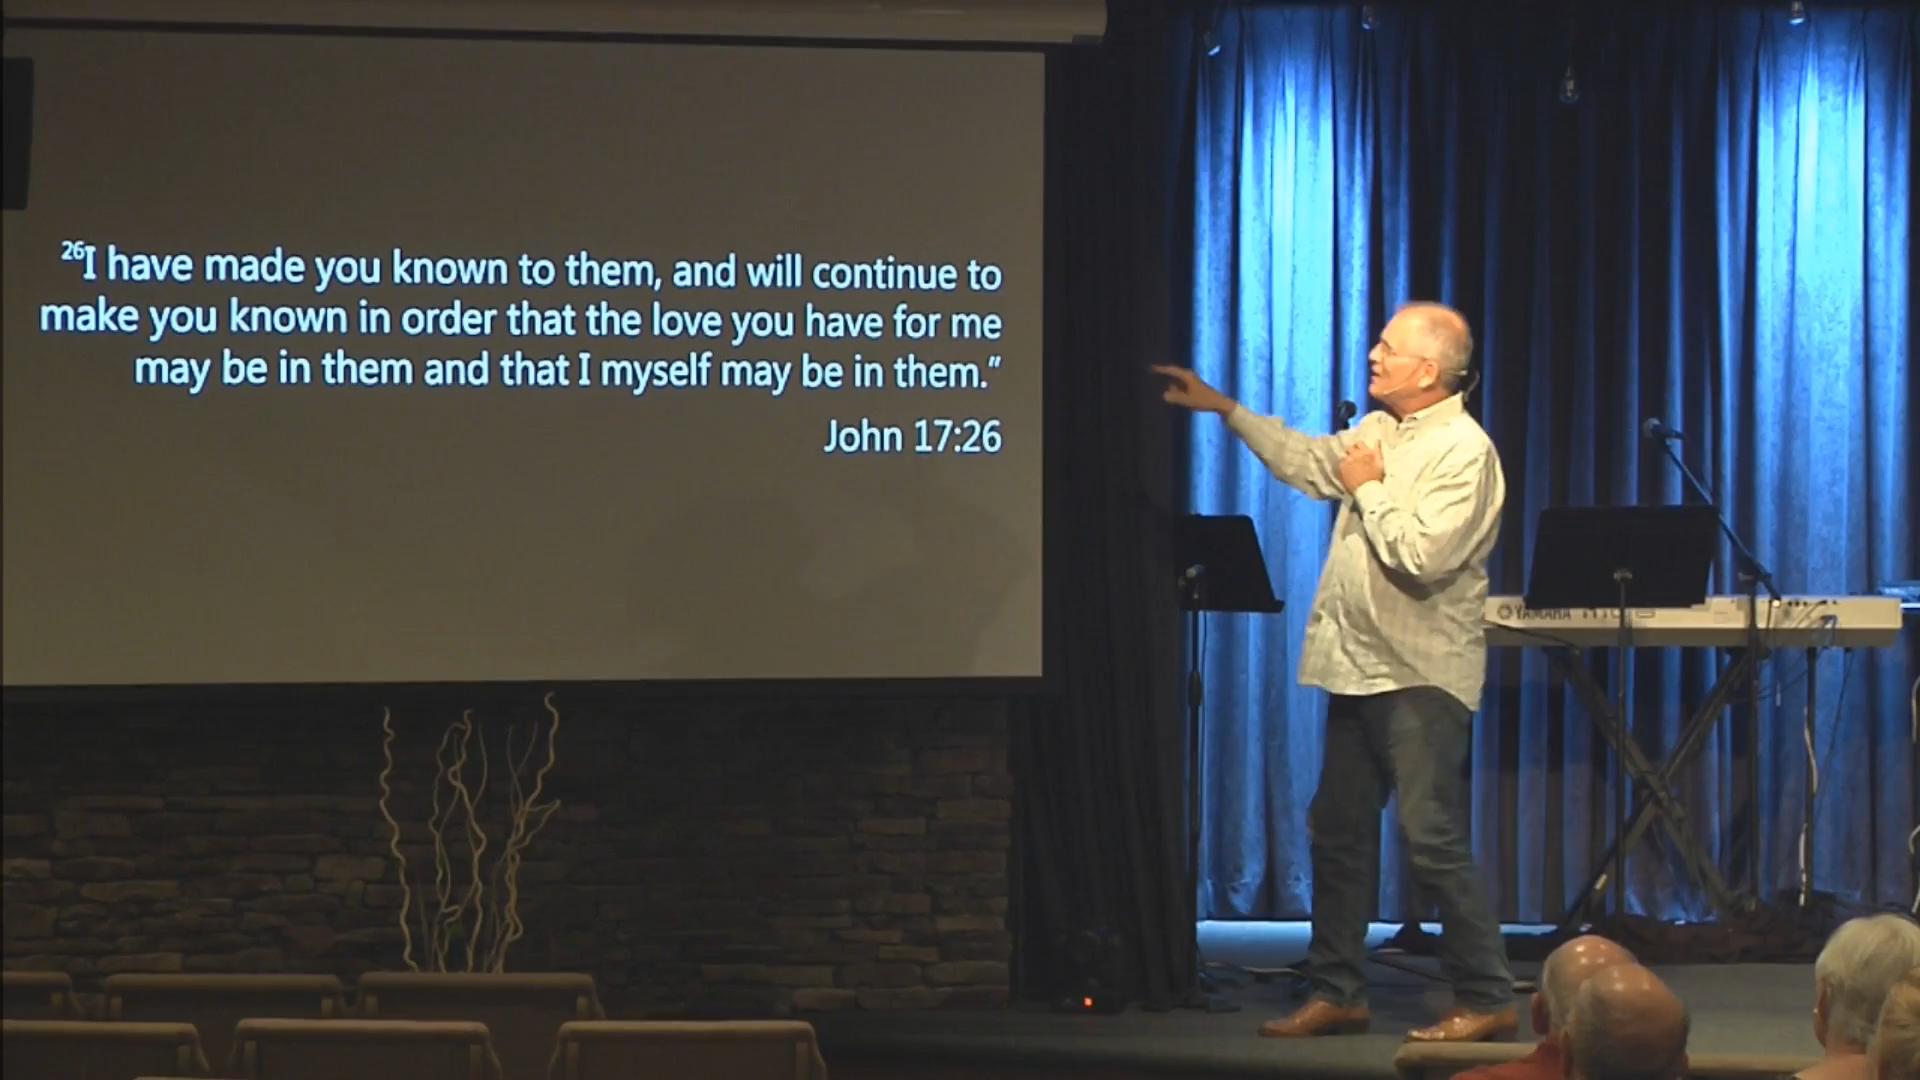 26I have made you known to them, and will continue to
make you known in order that the love you have for me
may be in them and that I myself may be in them.”
John 17:26
YAMAHA